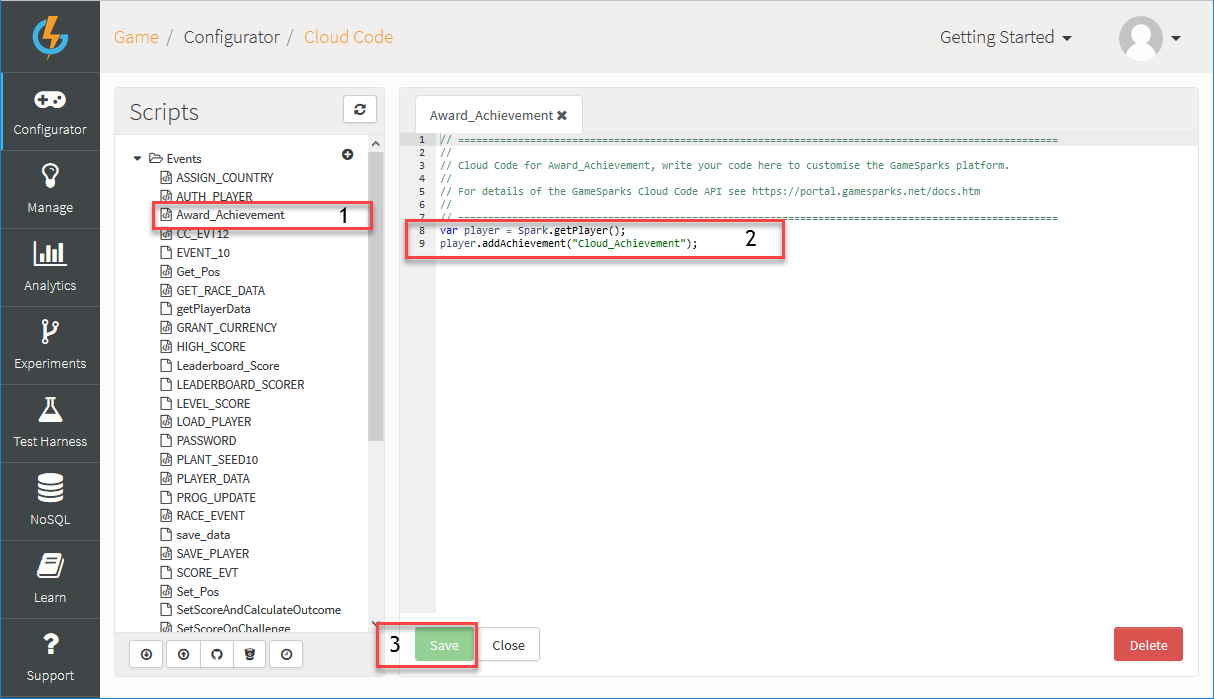 Game / Configurator / Cloud Code
Getting Started
Configurator
Manage
Analytics
Experiments
Test Harness
NoSQL
Learn
Support
Scripts
Events
ASSIGN_COUNTRY
AUTH_PLAYER
Award_Achievement 1
CC_EVT12
EVENT_10
Get_Pos
GET_RACE_DATA
getPlayerData
GRANT_CURRENCY
HIGH_SCORE
Leaderboard_Score
LEADERBOARD_SCORER
LEVEL_SCORE
LOAD_PLAYER
PASSWORD
PLANT_SEED10
PLAYER_DATA
PROG_UPDATE
RACE_EVENT
save_data
SAVE_PLAYER
SCORE_EVT
Set_Pos
SetScoreAndCalculateOutcome
SetScoreOnChallenge
Award_Achievement
1 // ====================================================================================================
2 //
3 // Cloud Code for Award_Achievement, write your code here to customise the GameSparks platform.
4 //
5 // For details of the GameSparks Cloud Code API see https://portal.gamesparks.net/docs.htm
6 //
7 // ====================================================================================================
8 var player = Spark.getPlayer();
9 player.addAchievement("Cloud_Achievement");
2
3 Save Close
Delete